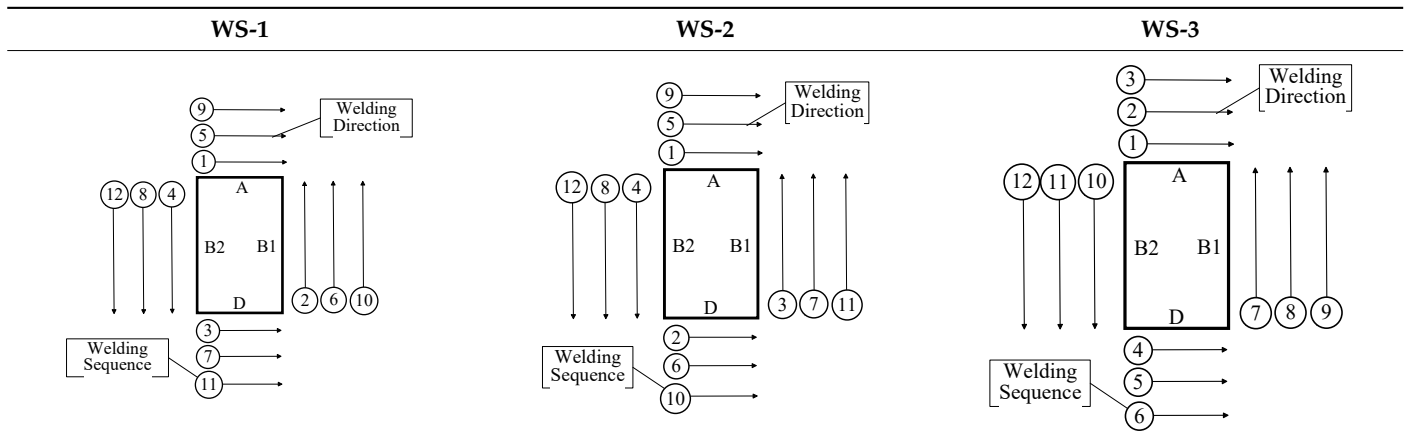 WS-1 WS-2 WS-3
9
5
1
Welding
Direction
12 8 4
A
B2 B1
D
2 6 10
3
7
11
Welding
Sequence
9
5
1
Welding
Direction
12 8 4
A
B2 B1
D
3 7 11
2
6
10
Welding
Sequence
3
2
1
Welding
Direction
12 11 10
A
B2 B1
D
7 8 9
4
5
6
Welding
Sequence